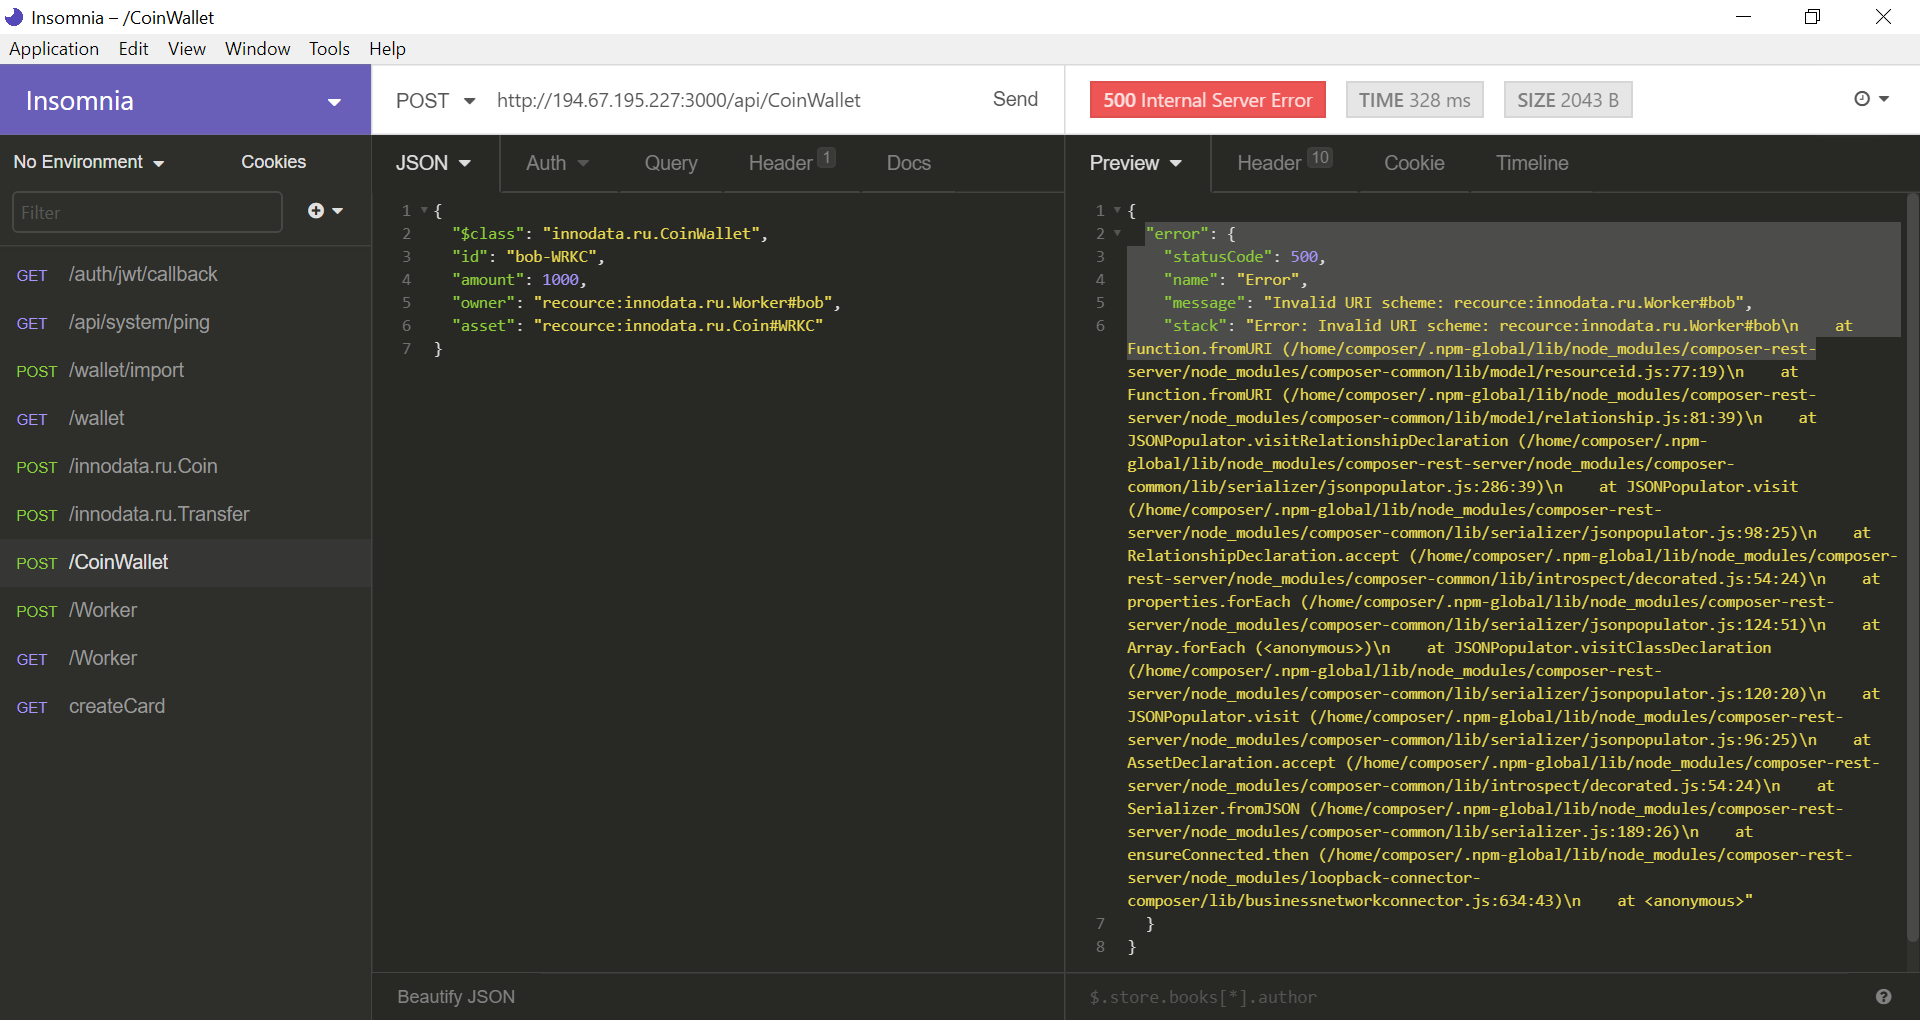 Insomnia – /CoinWallet
Application Edit View Window Tools Help
Insomnia
POST http://194.67.195.227:3000/api/CoinWallet Send
500 Internal Server Error TIME 328 ms SIZE 2043 B
No Environment Cookies
Filter
GET /auth/jwt/callback
GET /api/system/ping
POST /wallet/import
GET /wallet
POST /innodata.ru.Coin
POST /innodata.ru.Transfer
POST /CoinWallet
POST /Worker
GET /Worker
GET createCard
JSON Auth Query Header 1 Docs
1 {
2 "$class": "innodata.ru.CoinWallet",
3 "id": "bob-WRKC",
4 "amount": 1000,
5 "owner": "recource:innodata.ru.Worker#bob",
6 "asset": "recource:innodata.ru.Coin#WRKC"
7 }
Beautify JSON
Preview Header 10 Cookie Timeline
1 {
2 "error": {
3 "statusCode": 500,
4 "name": "Error",
5 "message": "Invalid URI scheme: recource:innodata.ru.Worker#bob",
6 "stack": "Error: Invalid URI scheme: recource:innodata.ru.Worker#bob\n    at
Function.fromURI (/home/composer/.npm-global/lib/node_modules/composer-rest-
server/node_modules/composer-common/lib/model/resourceid.js:77:19)\n    at
Function.fromURI (/home/composer/.npm-global/lib/node_modules/composer-rest-
server/node_modules/composer-common/lib/model/relationship.js:81:39)\n    at
JSONPopulator.visitRelationshipDeclaration (/home/composer/.npm-
global/lib/node_modules/composer-rest-server/node_modules/composer-
common/lib/serializer/jsonpopulator.js:286:39)\n    at JSONPopulator.visit
(/home/composer/.npm-global/lib/node_modules/composer-rest-
server/node_modules/composer-common/lib/serializer/jsonpopulator.js:98:25)\n    at
RelationshipDeclaration.accept (/home/composer/.npm-global/lib/node_modules/composer-
rest-server/node_modules/composer-common/lib/introspect/decorated.js:54:24)\n    at
properties.forEach (/home/composer/.npm-global/lib/node_modules/composer-rest-
server/node_modules/composer-common/lib/serializer/jsonpopulator.js:124:51)\n    at
Array.forEach (<anonymous>)\n    at JSONPopulator.visitClassDeclaration
(/home/composer/.npm-global/lib/node_modules/composer-rest-
server/node_modules/composer-common/lib/serializer/jsonpopulator.js:120:20)\n    at
JSONPopulator.visit (/home/composer/.npm-global/lib/node_modules/composer-rest-
server/node_modules/composer-common/lib/serializer/jsonpopulator.js:96:25)\n    at
AssetDeclaration.accept (/home/composer/.npm-global/lib/node_modules/composer-rest-
server/node_modules/composer-common/lib/introspect/decorated.js:54:24)\n    at
Serializer.fromJSON (/home/composer/.npm-global/lib/node_modules/composer-rest-
server/node_modules/composer-common/lib/serializer.js:189:26)\n    at
ensureConnected.then (/home/composer/.npm-global/lib/node_modules/composer-rest-
server/node_modules/loopback-connector-
composer/lib/businessnetworkconnector.js:634:43)\n    at <anonymous>"
7 }
8 }
$.store.books[*].author